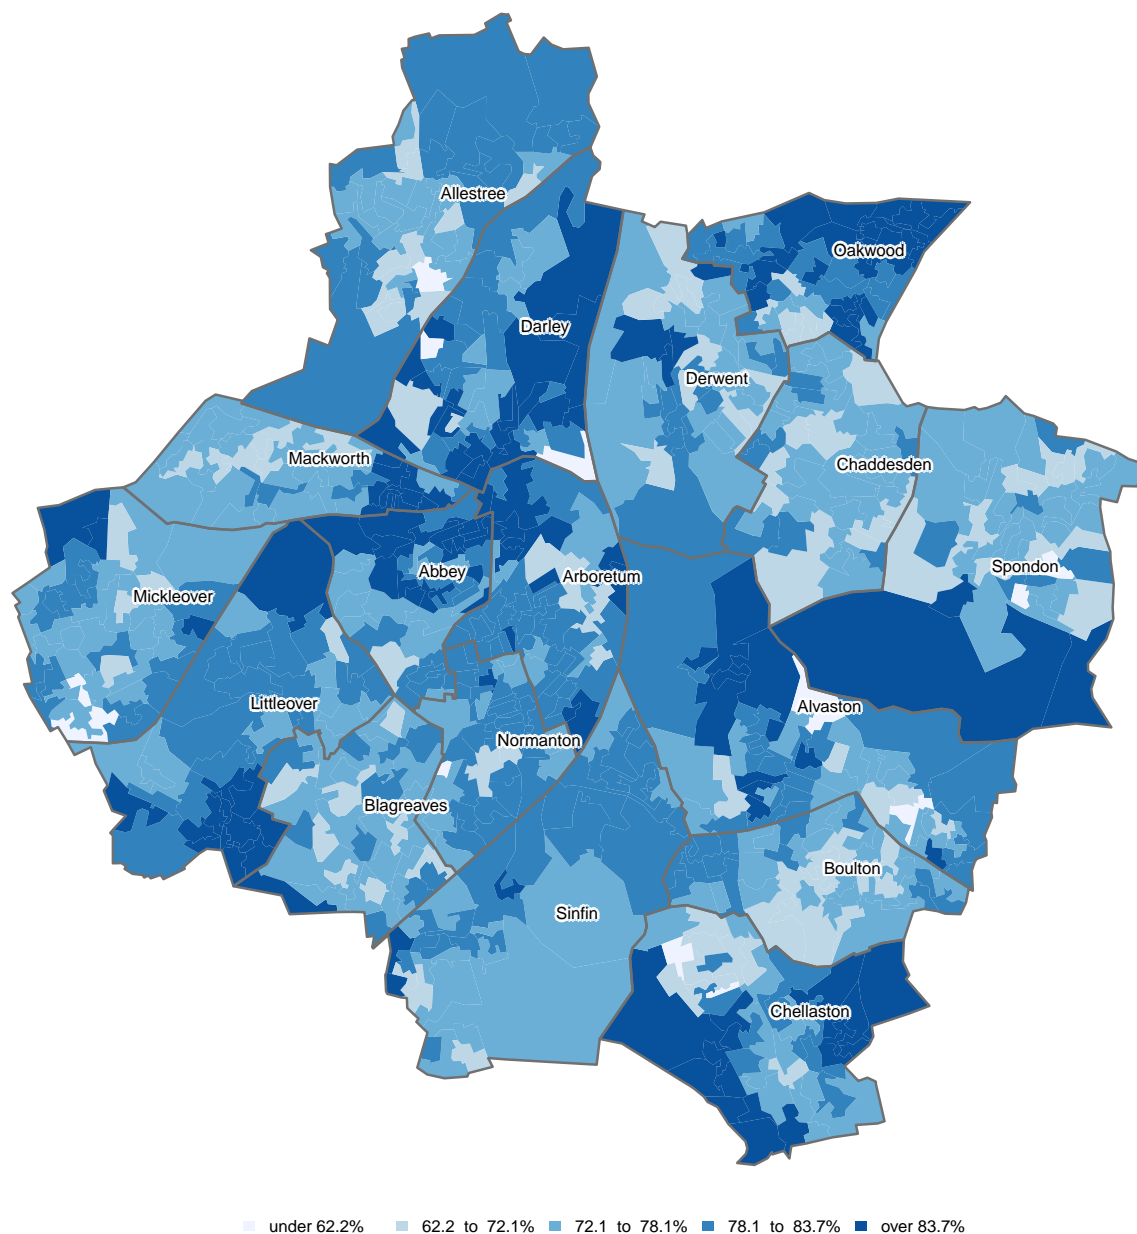 Allestree
Oakwood
Darley
Derwent
Mackworth
Chaddesden
Abbey
Arboretum
Spondon
Mickleover
Littleover
Alvaston
Normanton
Blagreaves
Boulton
Sinfin
Chellaston
under 62.2% 62.2 to 72.1% 72.1 to 78.1% 78.1 to 83.7% over 83.7%